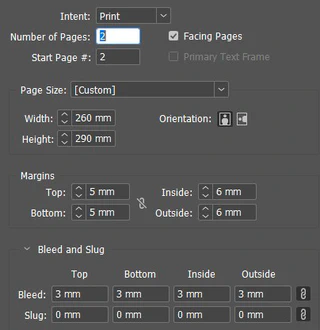 Intent: Print
Number of Pages: 2 Facing Pages
Start Page #: 2 Primary Text Frame
Page Size: [Custom]
Width: 260 mm Orientation:
Height: 290 mm
Margins
Top: 5 mm Inside: 6 mm
Bottom: 5 mm Outside: 6 mm
Bleed and Slug
Top Bottom Inside Outside
Bleed: 3 mm 3 mm 3 mm 3 mm
Slug: 0 mm 0 mm 0 mm 0 mm